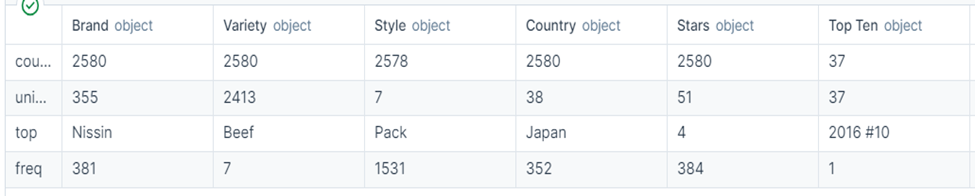 Brand object Variety object Style object Country object Stars object Top Ten object
cou... 2580 2580 2578 2580 2580 37
uni... 355 2413 7 38 51 37
top Nissin Beef Pack Japan 4 2016 #10
freq 381 7 1531 352 384 1